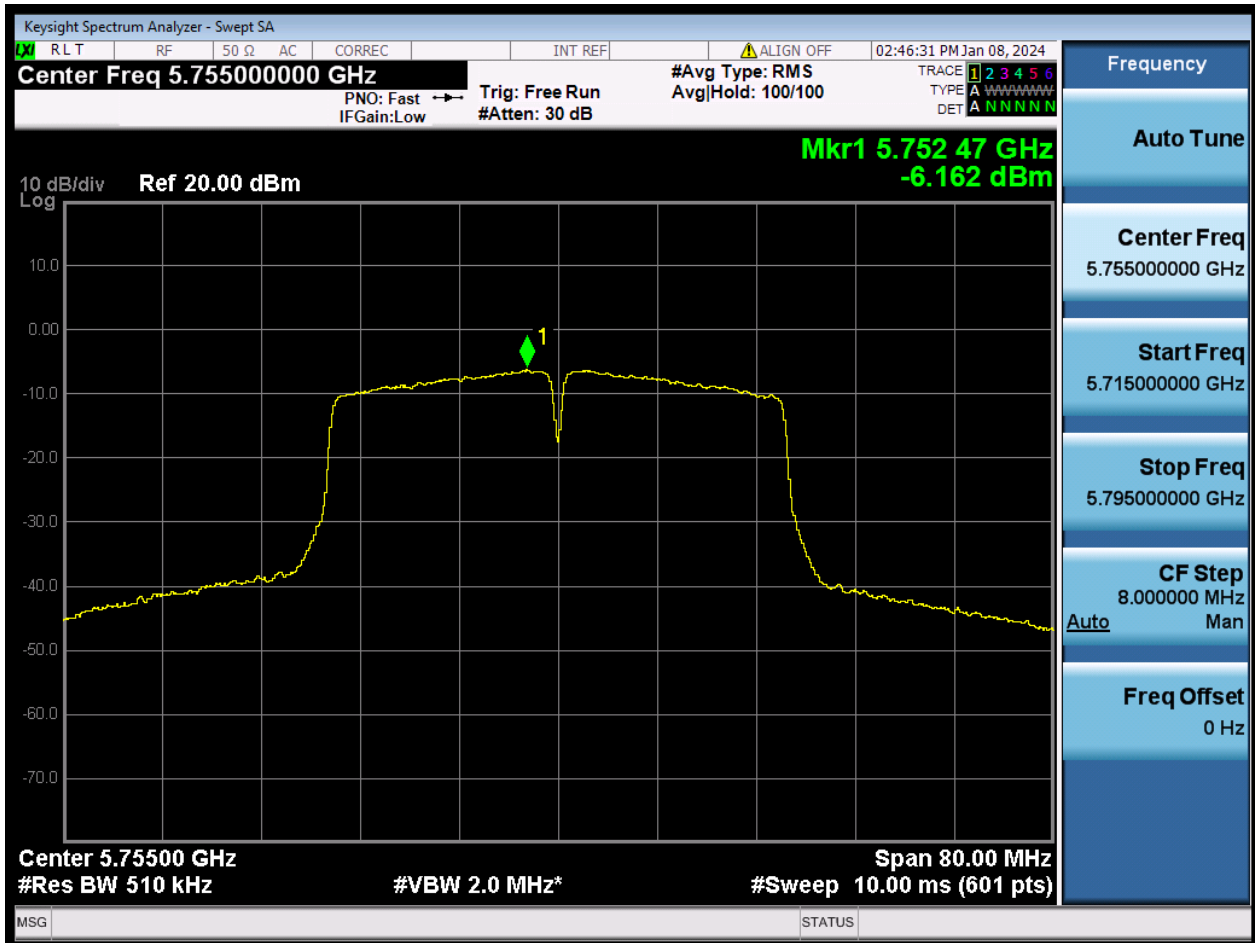 Keysight Spectrum Analyzer - Swept SA
LXI RLT RF 50 Ω AC CORREC INT REF ALIGN OFF 02:46:31 PM Jan 08, 2024
Center Freq 5.755000000 GHz
PNO: Fast
IFGain:Low
Trig: Free Run
#Atten: 30 dB
#Avg Type: RMS
Avg|Hold: 100/100
TRACE 1 2 3 4 5 6
TYPE A WWWWW
DET A N N N N N
Mkr1 5.752 47 GHz
-6.162 dBm
10 dB/div Ref 20.00 dBm
Log
10.0
0.00
-10.0
-20.0
-30.0
-40.0
-50.0
-60.0
-70.0
1
Center 5.75500 GHz Span 80.00 MHz
#Res BW 510 kHz #VBW 2.0 MHz* #Sweep 10.00 ms (601 pts)
MSG STATUS
Frequency
Auto Tune
Center Freq
5.755000000 GHz
Start Freq
5.715000000 GHz
Stop Freq
5.795000000 GHz
CF Step
8.000000 MHz
Auto Man
Freq Offset
0 Hz